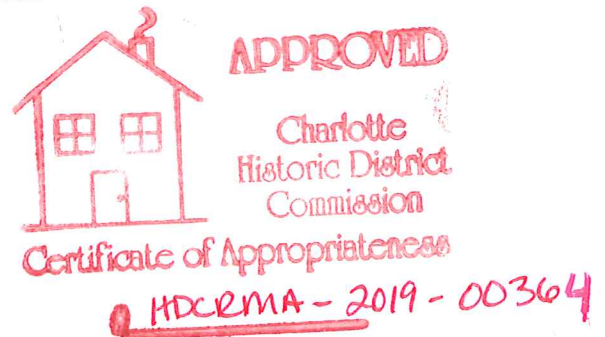 APPROVED
Charlotte
Historic District
Commission
Certificate of Appropriateness
HDCRMA - 2019 - 00364